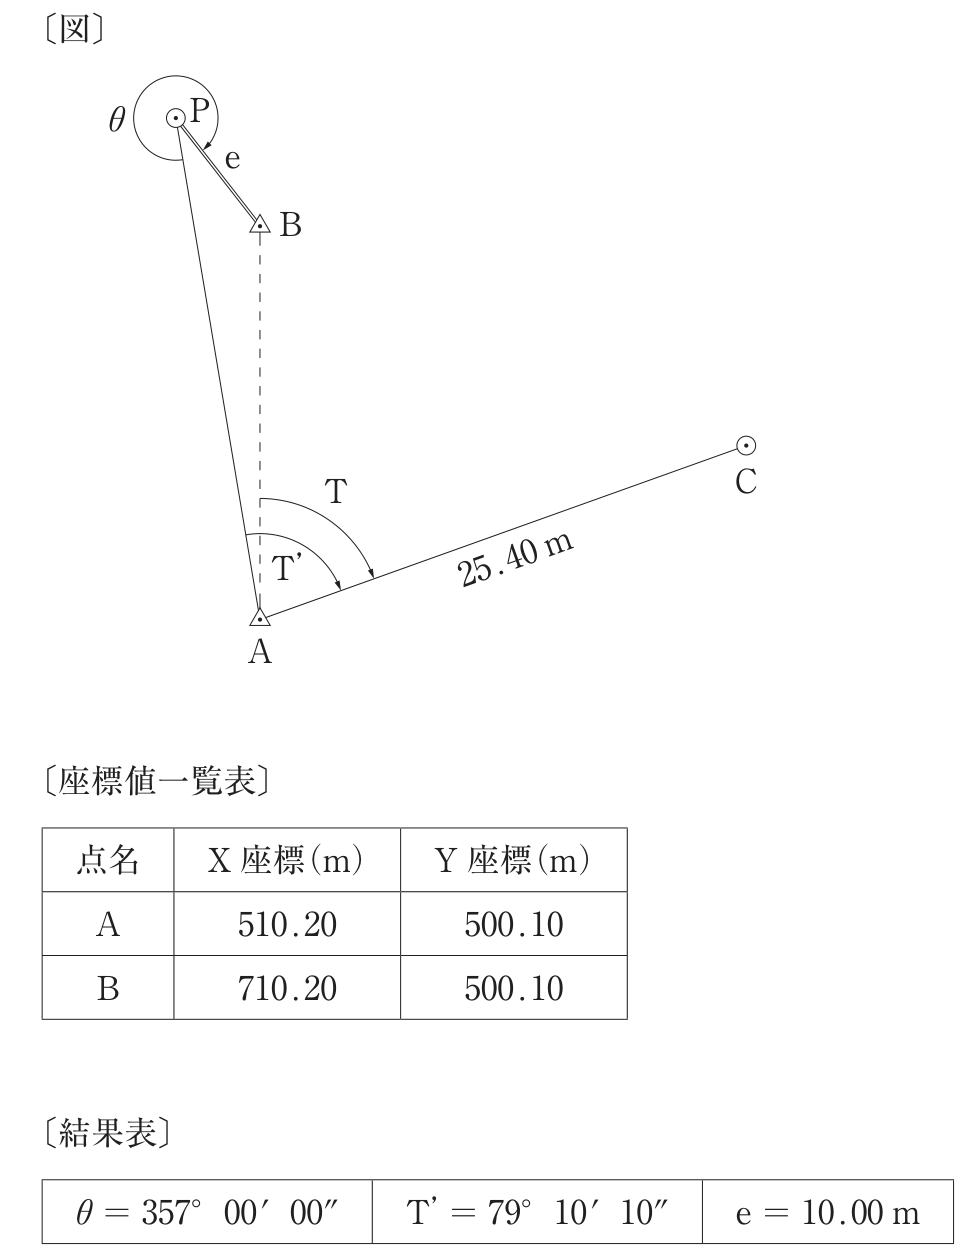 〔図〕
θ
P
e
B
T
T’
C
25.40 m
A
〔座標値一覧表〕
点名 X 座標(m) Y 座標(m)
A 510.20 500.10
B 710.20 500.10
〔結果表〕
θ = 357° 00′ 00″ T’ = 79° 10′ 10″ e = 10.00 m